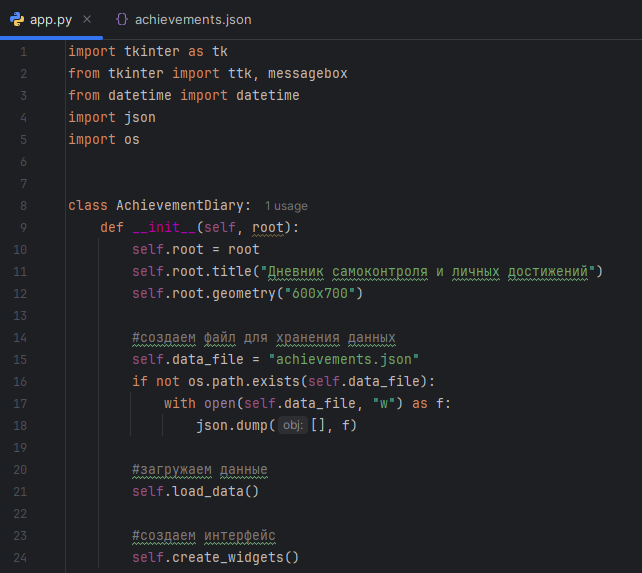 app.py × {} achievements.json
1 import tkinter as tk
2 from tkinter import ttk, messagebox
3 from datetime import datetime
4 import json
5 import os
6
7
8 class AchievementDiary: 1 usage
9 def __init__(self, root):
10 self.root = root
11 self.root.title("Дневник самоконтроля и личных достижений")
12 self.root.geometry("600x700")
13
14 #создаем файл для хранения данных
15 self.data_file = "achievements.json"
16 if not os.path.exists(self.data_file):
17 with open(self.data_file, "w") as f:
18 json.dump(obj: [], f)
19
20 #загружаем данные
21 self.load_data()
22
23 #создаем интерфейс
24 self.create_widgets()